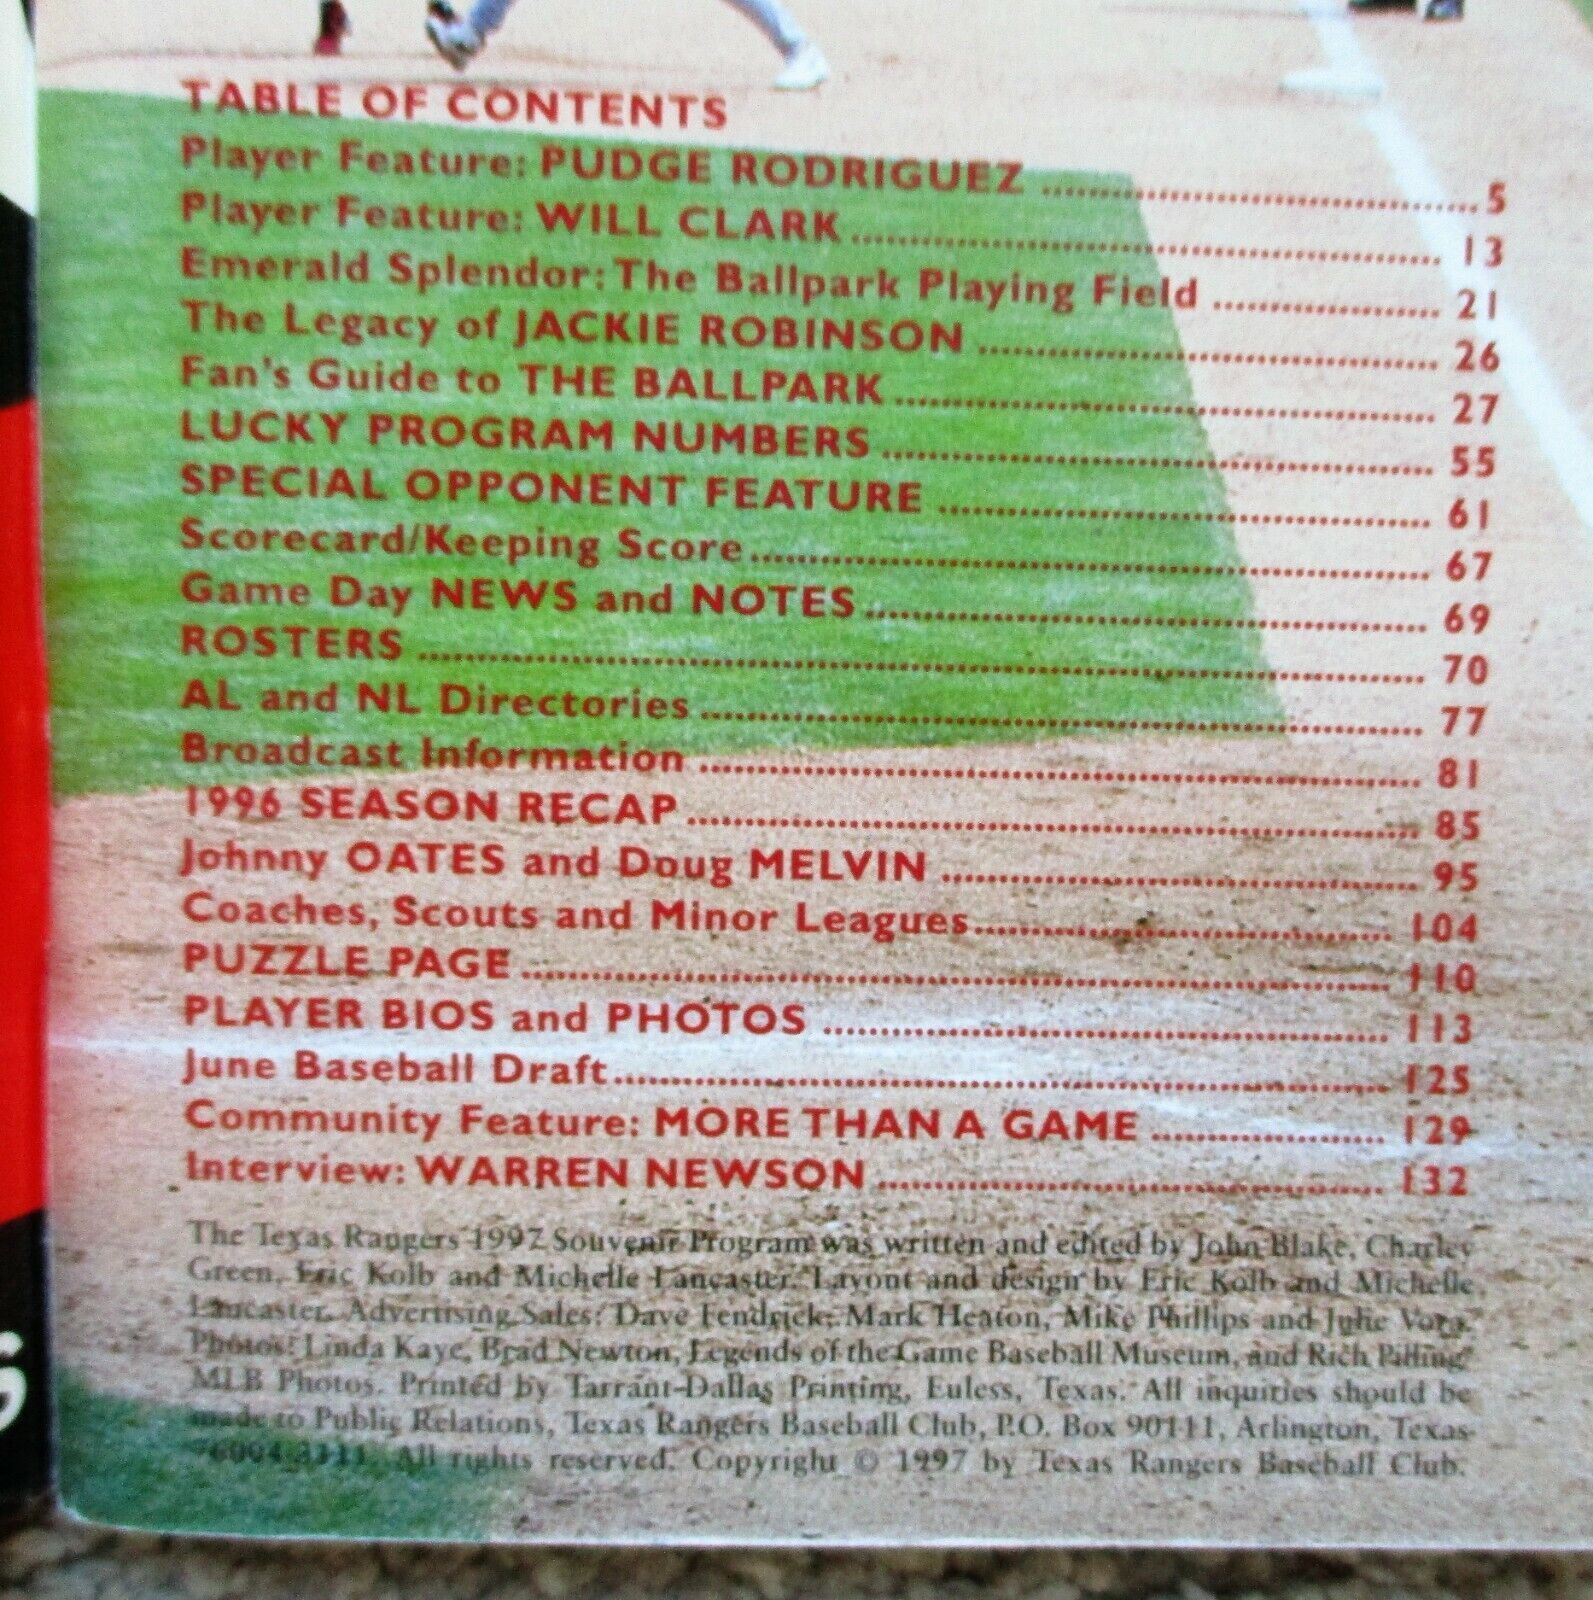 TABLE OF CONTENTS
Player Feature: PUDGE RODRIGUEZ ........ 5
Player Feature: WILL CLARK ........ 13
Emerald Splendor: The Ballpark Playing Field ........ 21
The Legacy of JACKIE ROBINSON ........ 26
Fan's Guide to THE BALLPARK ........ 27
LUCKY PROGRAM NUMBERS ........ 55
SPECIAL OPPONENT FEATURE ........ 61
Scorecard/Keeping Score ........ 67
Game Day NEWS and NOTES ........ 69
ROSTERS ........ 70
AL and NL Directories ........ 77
Broadcast Information ........ 81
1996 SEASON RECAP ........ 85
Johnny OATES and Doug MELVIN ........ 95
Coaches, Scouts and Minor Leagues ........ 104
PUZZLE PAGE ........ 110
PLAYER BIOS and PHOTOS ........ 113
June Baseball Draft ........ 125
Community Feature: MORE THAN A GAME ........ 129
Interview: WARREN NEWSON ........ 132
The Texas Rangers 1997 Souvenir Program was written and edited by John Blake, Charley
Green, Eric Kolb and Michelle Lancaster. Layout and design by Eric Kolb and Michelle
Lancaster. Advertising Sales: Dave Fendrick, Mark Heaton, Mike Phillips and Julie
Photos: Linda Kaye, Brad Newton, Legends of the Game Baseball Museum, and Rich Pilling
MLB Photos. Printed by Tarrant-Dallas Printing, Euless, Texas. All inquiries should be
made to Public Relations, Texas Rangers Baseball Club, P.O. Box 90111, Arlington, Texas
76004-3111. All rights reserved. Copyright © 1997 by Texas Rangers Baseball Club.